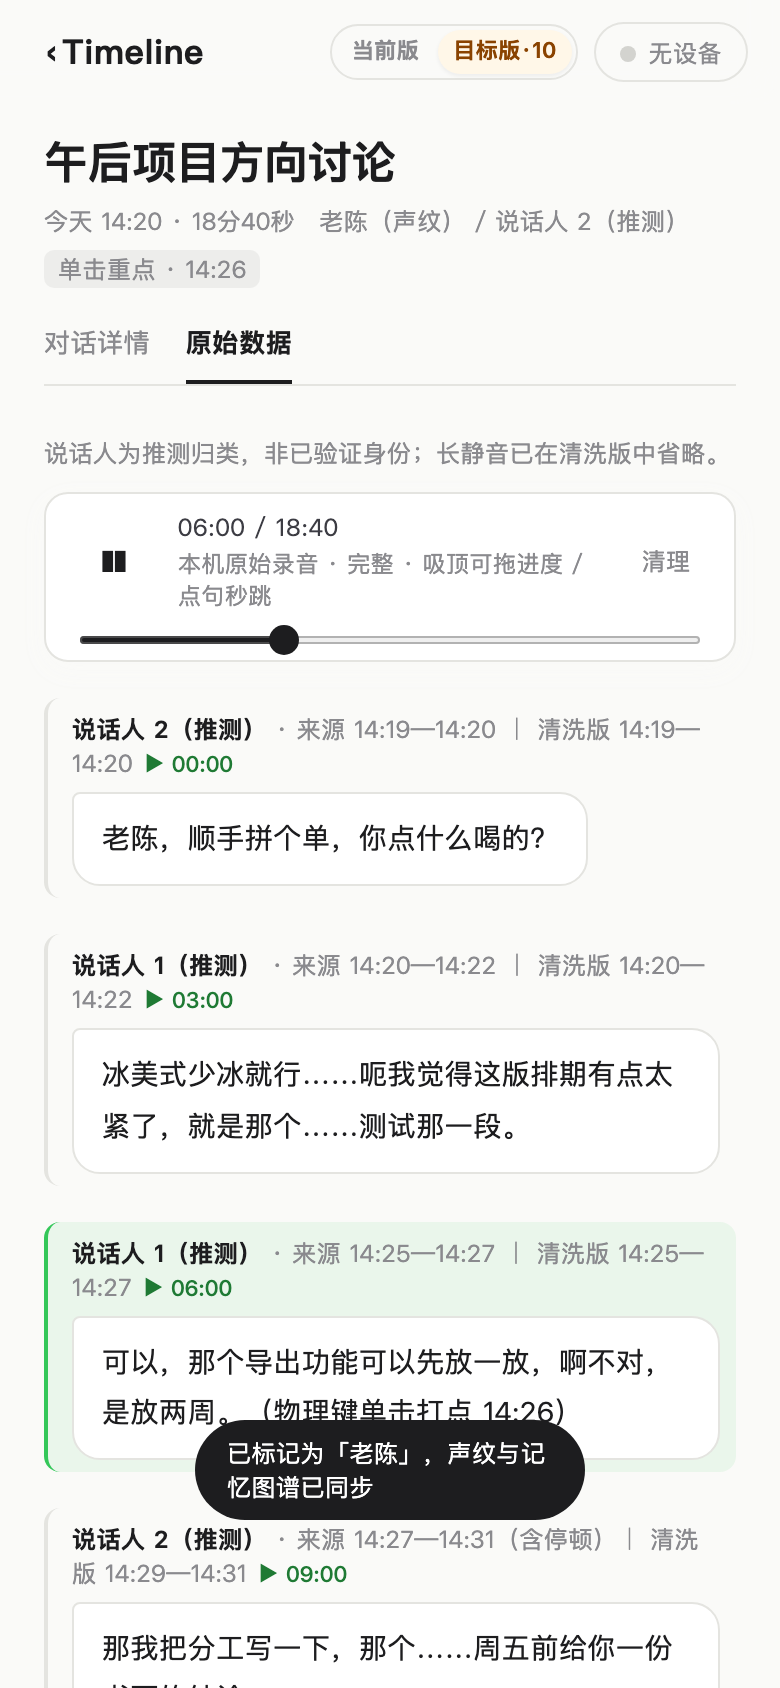 ‹ Timeline
当前版 目标版·10
无设备
午后项目方向讨论
今天 14:20 · 18分40秒 老陈（声纹） / 说话人 2（推测）
单击重点 · 14:26
对话详情 原始数据
说话人为推测归类，非已验证身份；长静音已在清洗版中省略。
06:00 / 18:40
本机原始录音 · 完整 · 吸顶可拖进度 /
点句秒跳
清理
说话人 2（推测） · 来源 14:19—14:20 ｜ 清洗版 14:19—
14:20 ▶ 00:00
老陈，顺手拼个单，你点什么喝的？
说话人 1（推测） · 来源 14:20—14:22 ｜ 清洗版 14:20—
14:22 ▶ 03:00
冰美式少冰就行……呃我觉得这版排期有点太
紧了，就是那个……测试那一段。
说话人 1（推测） · 来源 14:25—14:27 ｜ 清洗版 14:25—
14:27 ▶ 06:00
可以，那个导出功能可以先放一放，啊不对，
是放两周。（物理键单击打点 14:26）
已标记为「老陈」，声纹与记
忆图谱已同步
说话人 2（推测） · 来源 14:27—14:31（含停顿） ｜ 清洗
版 14:29—14:31 ▶ 09:00
那我把分工写一下，那个……周五前给你一份